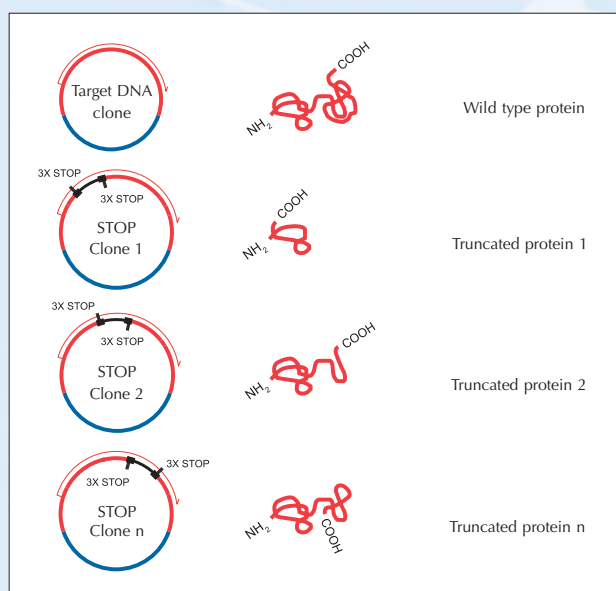 Target DNA
clone
COOH
NH2
Wild type protein
3X STOP
3X STOP
STOP
Clone 1
COOH
NH2
Truncated protein 1
3X STOP
3X STOP
STOP
Clone 2
COOH
NH2
Truncated protein 2
3X STOP
3X STOP
STOP
Clone n
NH2
COOH
Truncated protein n